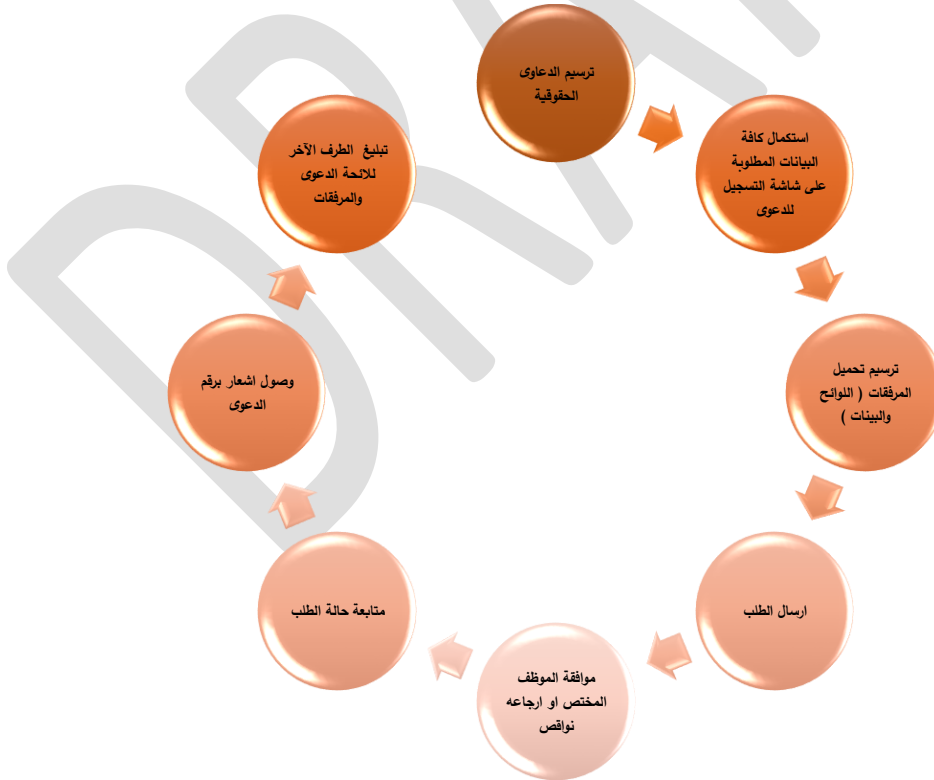 ترسيم الدعاوى
الحقوقية
استكمال كافة
البيانات المطلوبة
على شاشة التسجيل
للدعوى
ترسيم تحميل
المرفقات ( اللوائح
والبينات )
ارسال الطلب
موافقة الموظف
المختص او ارجاعه
نواقص
متابعة حالة الطلب
وصول اشعار برقم
الدعوى
تبليغ الطرف الآخر
للائحة الدعوى
والمرفقات